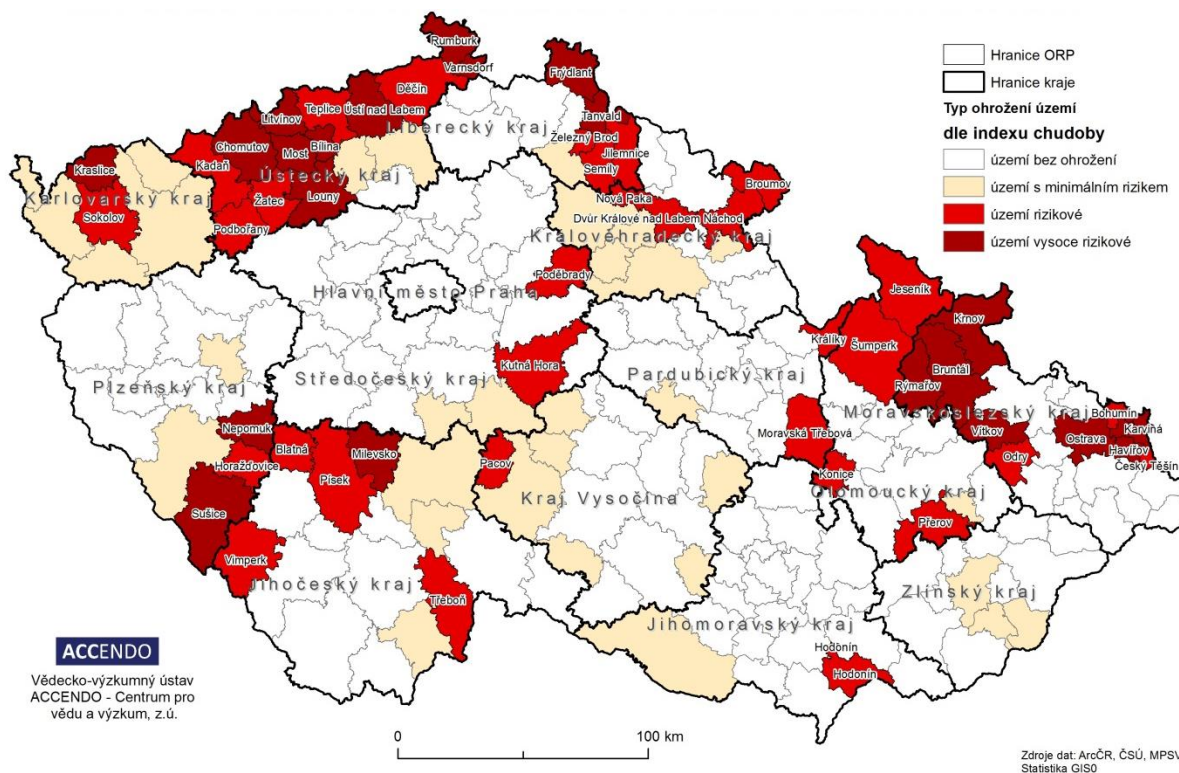 Rumburk
Varnsdorf
Děčín
Teplice
Ústí nad Labem
Litvínov
Chomutov
Most
Bílina
Kadaň
Ústecký kraj
Louny
Žatec
Podbořany
Kraslice
Karlovarský kraj
Sokolov
Frýdlant
Liberecký kraj
Tanvald
Železný Brod
Jilemnice
Semily
Nová Paka
Broumov
Dvůr Králové nad Labem
Náchod
Královéhradecký kraj
Poděbrady
Hlavní město Praha
Kutná Hora
Středočeský kraj
Plzeňský kraj
Pardubický kraj
Jeseník
Krnov
Králíky
Šumperk
Bruntál
Rýmařov
Moravskoslezský kraj
Bohumín
Karviná
Vítkov
Ostrava
Havířov
Odry
Český Těšín
Moravská Třebová
Konice
Olomoucký kraj
Přerov
Nepomuk
Blatná
Milevsko
Horažďovice
Písek
Pacov
Kraj Vysočina
Sušice
Vimperk
Jihočeský kraj
Třeboň
Zlínský kraj
Jihomoravský kraj
Hodonín
Hodonín
Hranice ORP
Hranice kraje
Typ ohrožení území
dle indexu chudoby
území bez ohrožení
území s minimálním rizikem
území rizikové
území vysoce rizikové
ACCENDO
Vědecko-výzkumný ústav
ACCENDO - Centrum pro
vědu a výzkum, z.ú.
0
100 km
Zdroje dat: ArcČR, ČSÚ, MPSV
Statistika GIS0